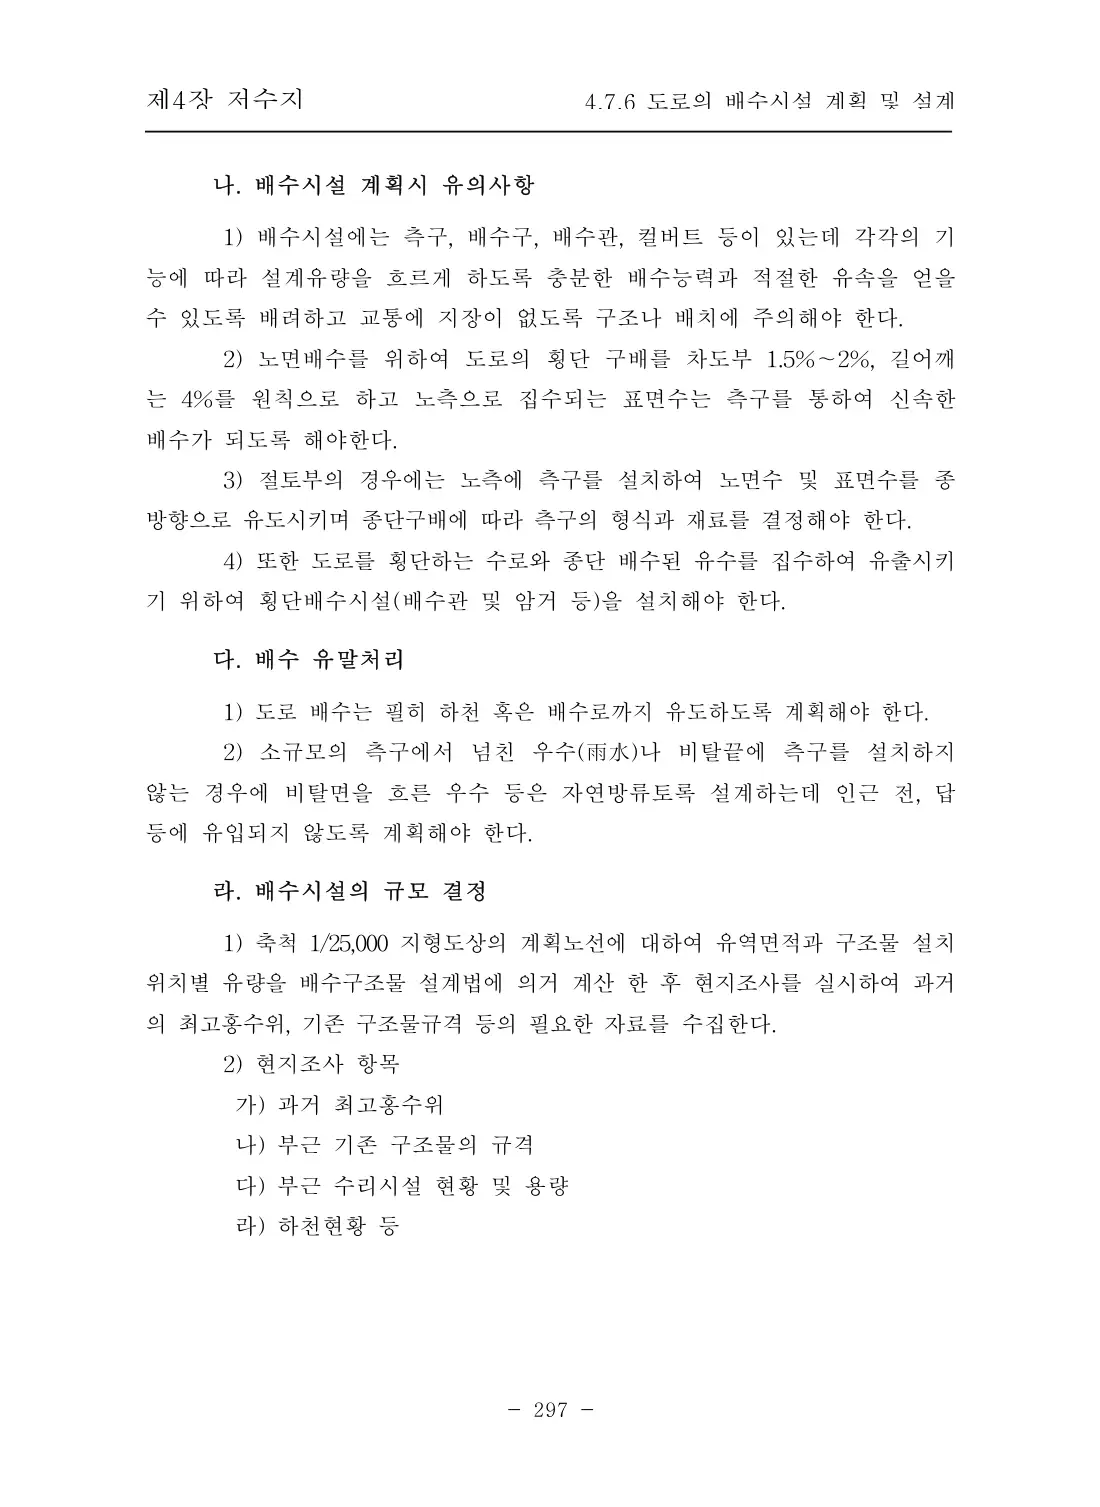 제4장 저수지
4.7.6 도로의 배수시설 계획 및 설계
나. 배수시설 계획시 유의사항
1) 배수시설에는 측구, 배수구, 배수관, 컬버트 등이 있는데 각각의 기
능에 따라 설계유량을 흐르게 하도록 충분한 배수능력과 적절한 유속을 얻을
수 있도록 배려하고 교통에 지장이 없도록 구조나 배치에 주의해야 한다.
2) 노면배수를 위하여 도로의 횡단 구배를 차도부 1.5%~2%, 길어깨
는 4%를 원칙으로 하고 노측으로 집수되는 표면수는 측구를 통하여 신속한
배수가 되도록 해야한다.
3) 절토부의 경우에는 노측에 측구를 설치하여 노면수 및 표면수를 종
방향으로 유도시키며 종단구배에 따라 측구의 형식과 재료를 결정해야 한다.
4) 또한 도로를 횡단하는 수로와 종단 배수된 유수를 집수하여 유출시키
기 위하여 횡단배수시설(배수관 및 암거 등)을 설치해야 한다.
다. 배수 유말처리
1) 도로 배수는 필히 하천 혹은 배수로까지 유도하도록 계획해야 한다.
2) 소규모의 측구에서 넘친 우수(雨水)나 비탈끝에 측구를 설치하지
않는 경우에 비탈면을 흐른 우수 등은 자연방류토록 설계하는데 인근 전, 답
등에 유입되지 않도록 계획해야 한다.
라. 배수시설의 규모 결정
1) 축척 1/25,000 지형도상의 계획노선에 대하여 유역면적과 구조물 설치
위치별 유량을 배수구조물 설계법에 의거 계산 한 후 현지조사를 실시하여 과거
의 최고홍수위, 기존 구조물규격 등의 필요한 자료를 수집한다.
2) 현지조사 항목
가) 과거 최고홍수위
나) 부근 기존 구조물의 규격
다) 부근 수리시설 현황 및 용량
라) 하천현황 등
- 297 -